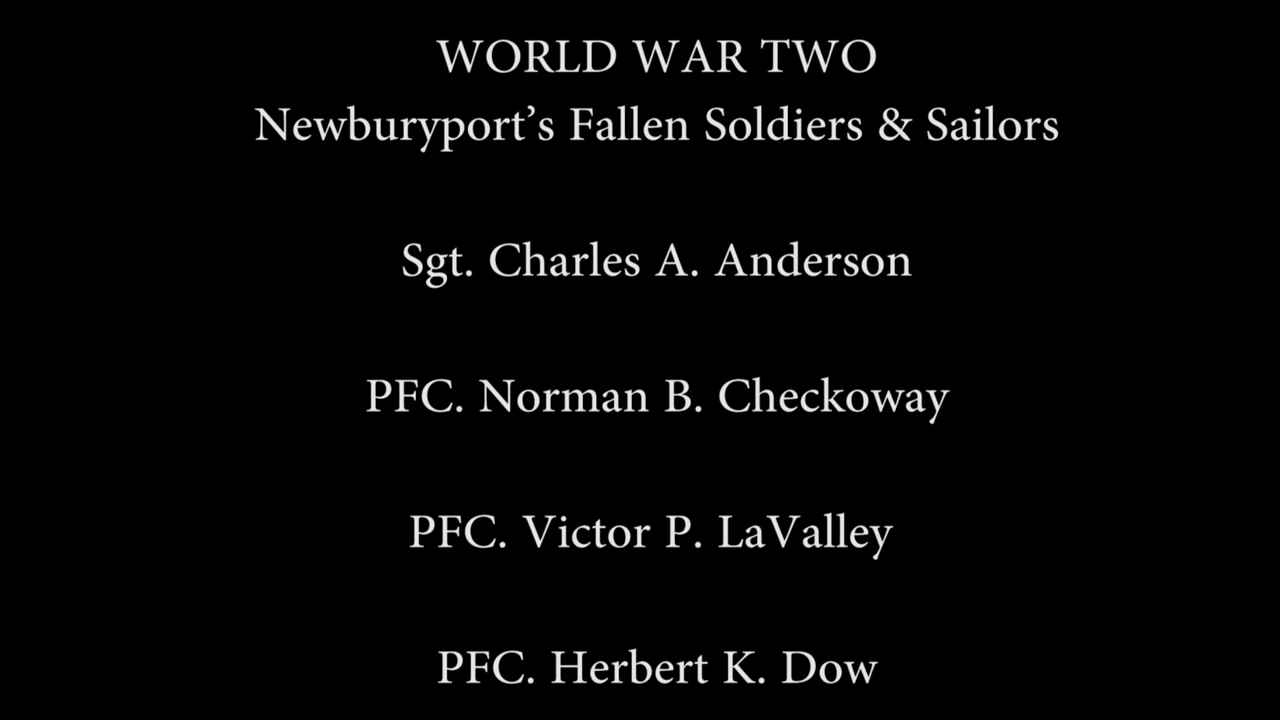 WORLD WAR TWO
Newburyport’s Fallen Soldiers & Sailors
Sgt. Charles A. Anderson
PFC. Norman B. Checkoway
PFC. Victor P. LaValley
PFC. Herbert K. Dow